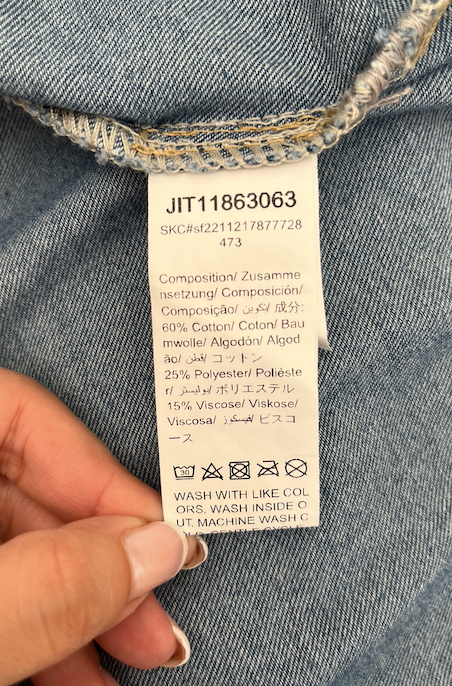 JIT11863063
SKC#sf2211217877728
473
Composition/ Zusamme
nsetzung/ Composición/
Composição/ تكوين/ 成分:
60% Cotton/ Coton/ Bau
mwolle/ Algodón/ Algod
ão/ قطن/ コットン
25% Polyester/ Poliéste
r/ بوليستر/ ポリエステル
15% Viscose/ Viskose/
Viscosa/ فيسكوز/ ビスコ
ース
30
WASH WITH LIKE COL
ORS. WASH INSIDE O
UT. MACHINE WASH C